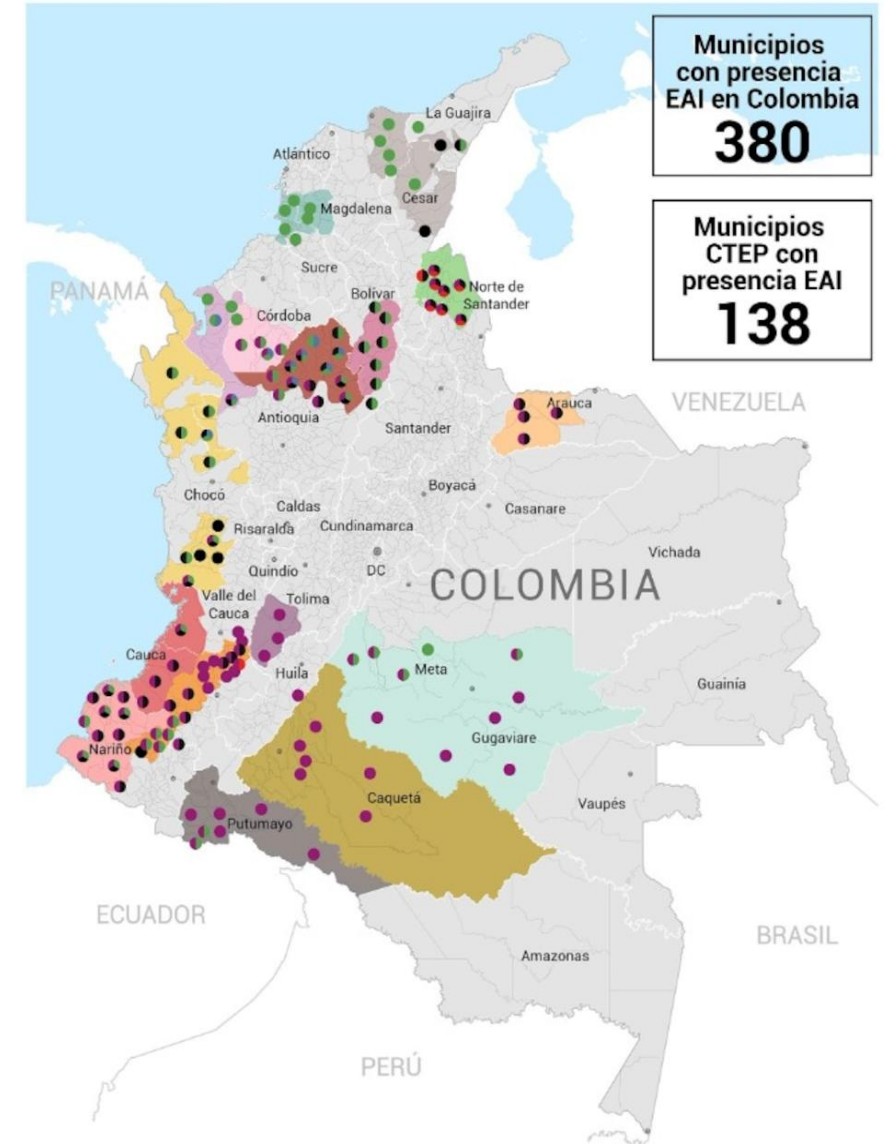 Municipios
con presencia
EAI en Colombia
380
Municipios
CTEP con
presencia EAI
138
La Guajira
Atlántico
Cesar
Magdalena
Sucre
PANAMÁ
Bolívar
Norte de
Santander
Córdoba
VENEZUELA
Arauca
Antioquia
Santander
Boyacá
Chocó
Caldas
Casanare
Risaralda
Cundinamarca
Vichada
Quindio
DC
COLOMBIA
Valle del
Cauca
Tolima
Cauca
Huila
Meta
Guainía
Gugaviare
Nariño
Caquetá
Vaupés
Putumayo
ECUADOR
BRASIL
Amazonas
PERÚ